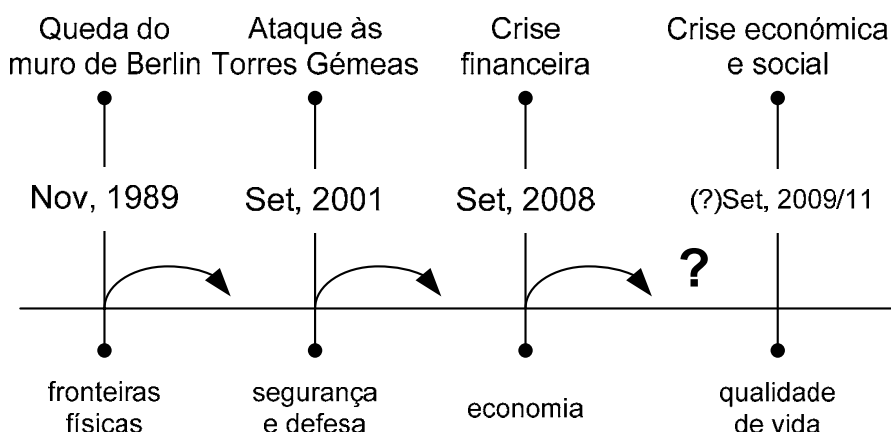 Queda do
muro de Berlin
Ataque às
Torres Gémeas
Crise
financeira
Crise económica
e social
Nov, 1989
Set, 2001
Set, 2008
(?)Set, 2009/11
?
fronteiras
físicas
segurança
e defesa
economia
qualidade
de vida